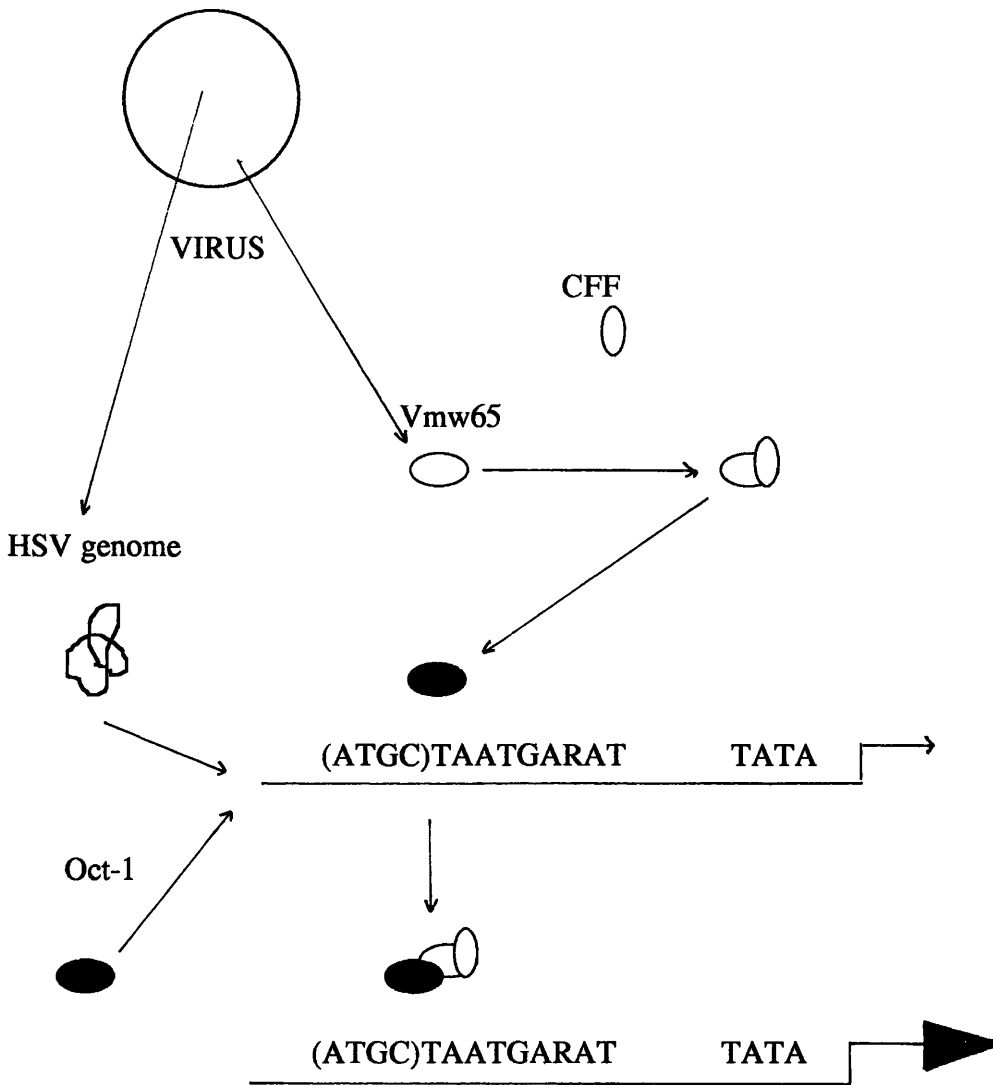 VIRUS
CFF
Vmw65
HSV genome
(ATGC)TAATGARAT TATA
Oct-1
(ATGC)TAATGARAT TATA